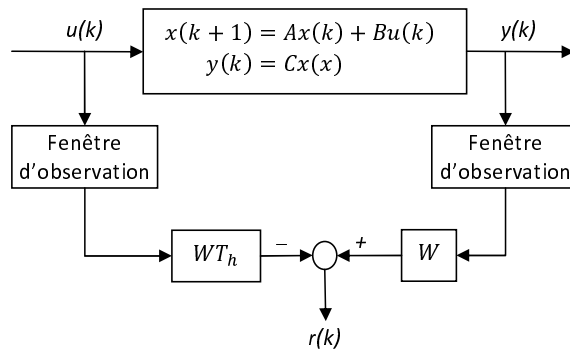 u(k)
x(k + 1) = Ax(k) + Bu(k)
y(k) = Cx(x)
y(k)
Fenêtre
d'observation
Fenêtre
d'observation
WT_h
−
+
W
r(k)